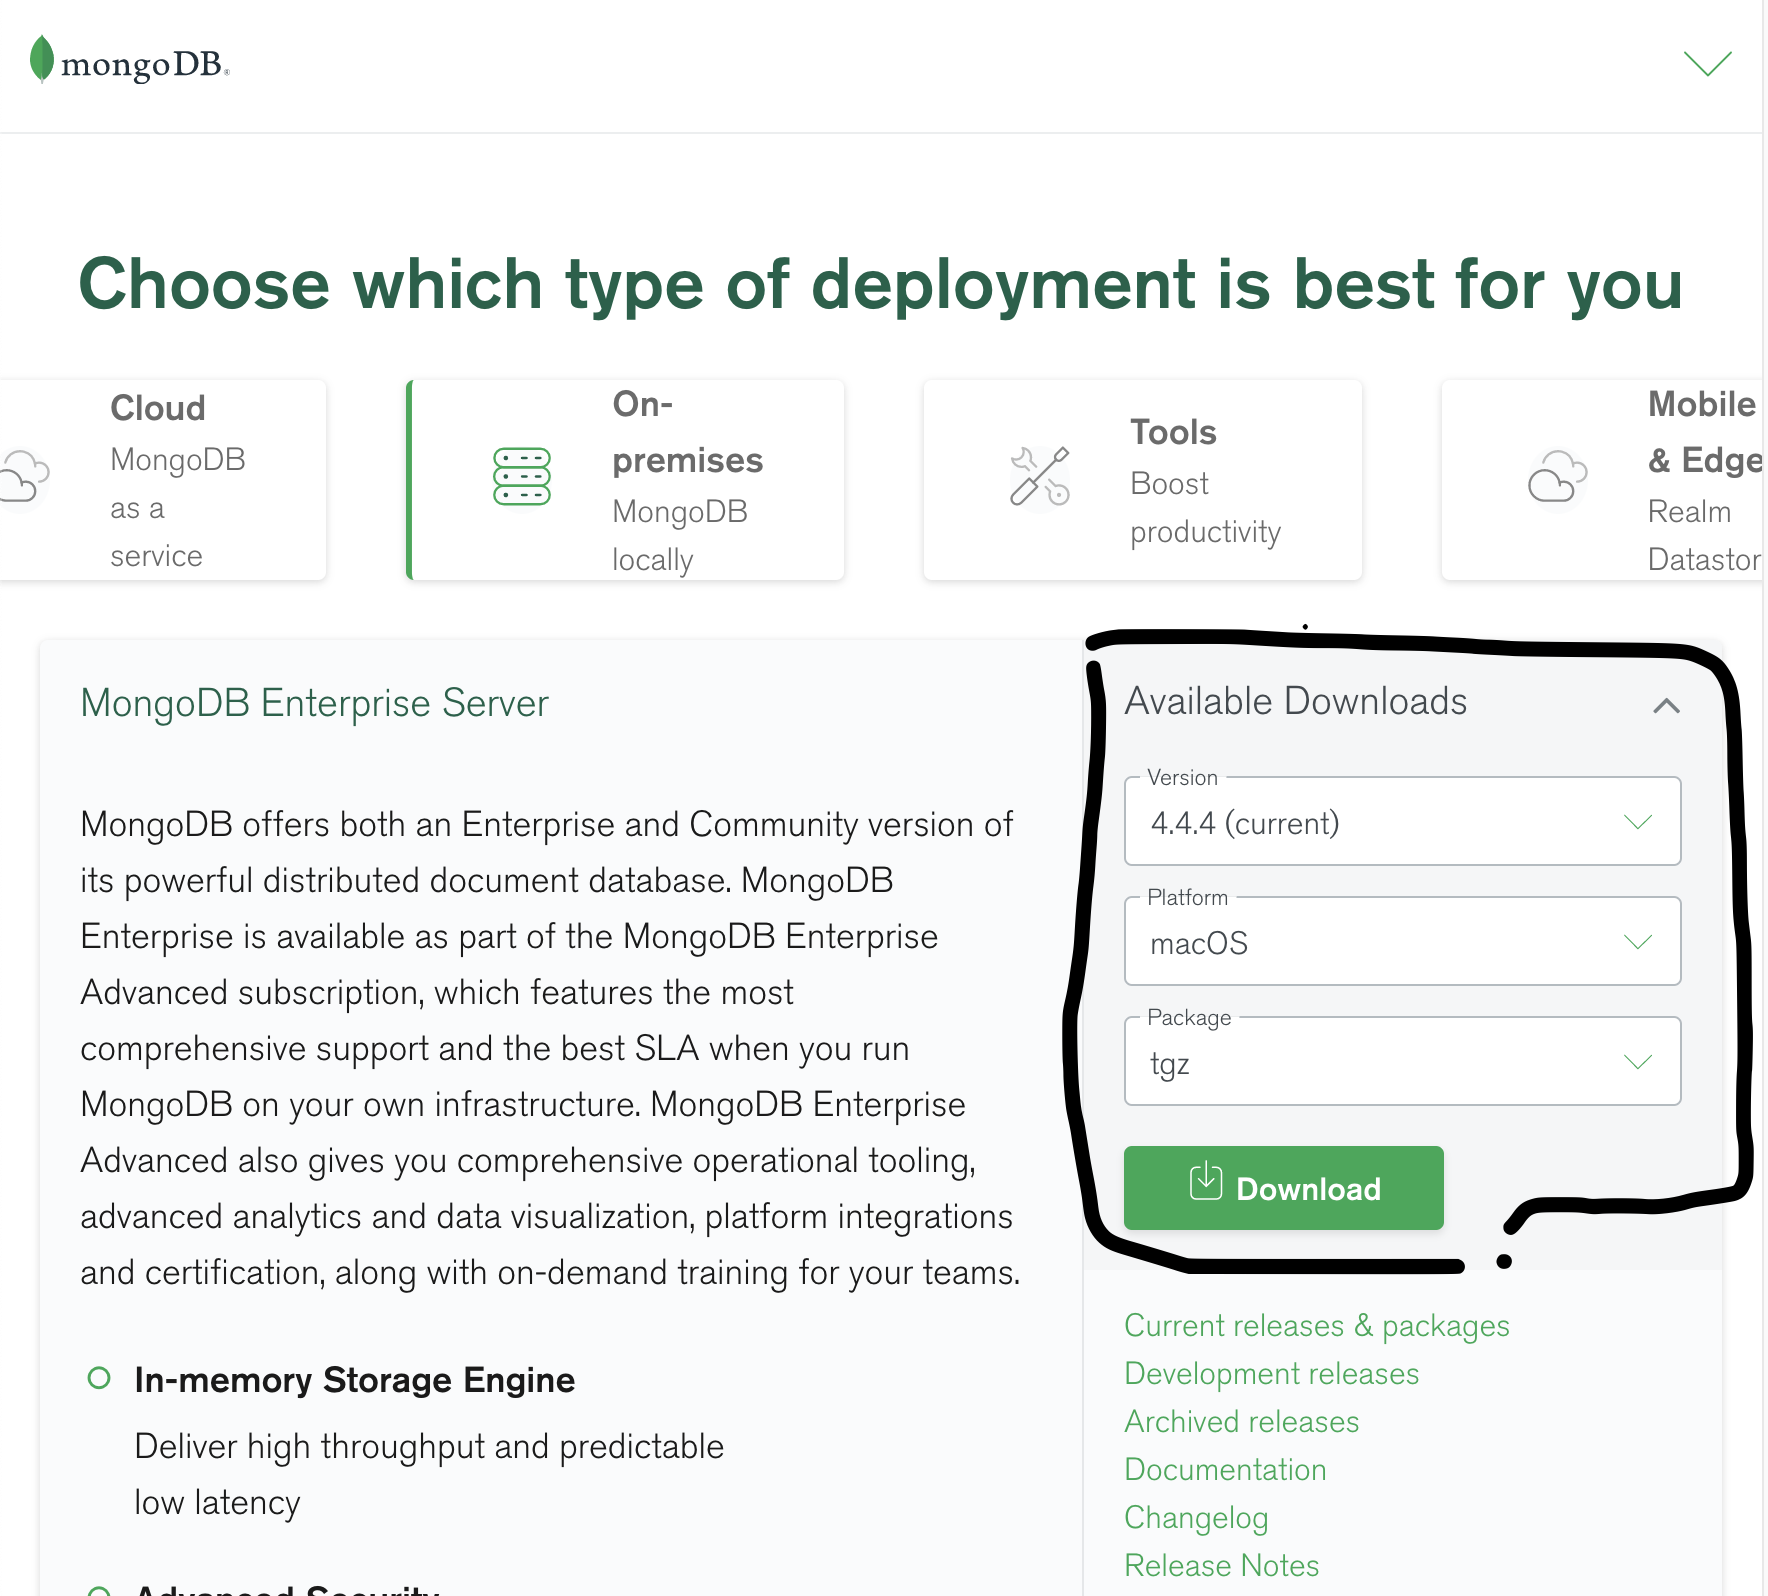 mongoDB®
Choose which type of deployment is best for you
Cloud
MongoDB
as a
service
On-
premises
MongoDB
locally
Tools
Boost
productivity
Mobile
& Edge
Realm
MongoDB Enterprise Server
MongoDB offers both an Enterprise and Community version of
its powerful distributed document database. MongoDB
Enterprise is available as part of the MongoDB Enterprise
Advanced subscription, which features the most
comprehensive support and the best SLA when you run
MongoDB on your own infrastructure. MongoDB Enterprise
Advanced also gives you comprehensive operational tooling,
advanced analytics and data visualization, platform integrations
and certification, along with on-demand training for your teams.
In-memory Storage Engine
Deliver high throughput and predictable
low latency
Advanced Security
Available Downloads
Version
4.4.4 (current)
Platform
macOS
Package
tgz
Download
Current releases & packages
Development releases
Archived releases
Documentation
Changelog
Release Notes